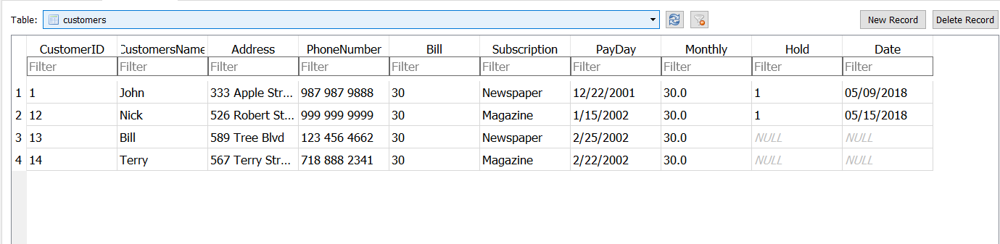 Table: customers New Record Delete Record
CustomerID CustomersName Address PhoneNumber Bill Subscription PayDay Monthly Hold Date
Filter Filter Filter Filter Filter Filter Filter Filter Filter Filter
1 1 John 333 Apple Str... 987 987 9888 30 Newspaper 12/22/2001 30.0 1 05/09/2018
2 12 Nick 526 Robert St... 999 999 9999 30 Magazine 1/15/2002 30.0 1 05/15/2018
3 13 Bill 589 Tree Blvd 123 456 4662 30 Newspaper 2/25/2002 30.0 NULL NULL
4 14 Terry 567 Terry Str... 718 888 2341 30 Magazine 2/22/2002 30.0 NULL NULL